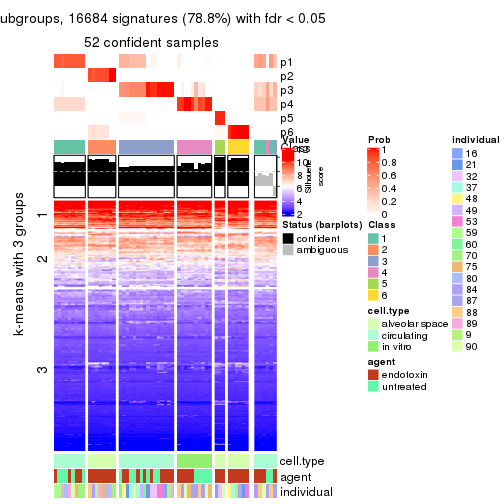 ubgroups, 16684 signatures (78.8%) with fdr < 0.05
52 confident samples
p1
p2
p3
p4
p5
p6
Class
Silhouette
score
k-means with 3 groups
1
2
3
cell.type
agent
individual
Value
10
8
6
4
2
Status (barplots)
confident
ambiguous
Prob
1
0.8
0.6
0.4
0.2
0
Class
1
2
3
4
5
6
cell.type
alveolar space
circulating
in vitro
agent
endotoxin
untreated
Individual
16
21
32
37
48
49
53
59
60
70
75
80
84
87
88
89
9
90